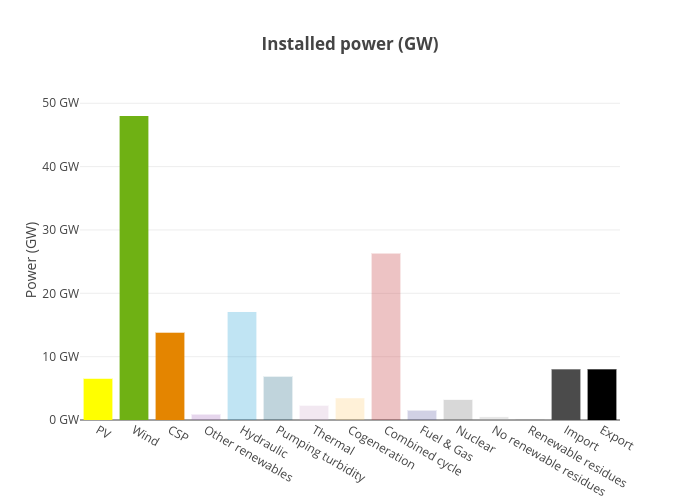 Installed power (GW)
Power (GW)
50 GW
40 GW
30 GW
20 GW
10 GW
0 GW
PV
Wind
CSP
Other renewables
Hydraulic
Pumping turbidity
Thermal
Cogeneration
Combined cycle
Fuel & Gas
Nuclear
No renewable residues
Renewable residues
Import
Export